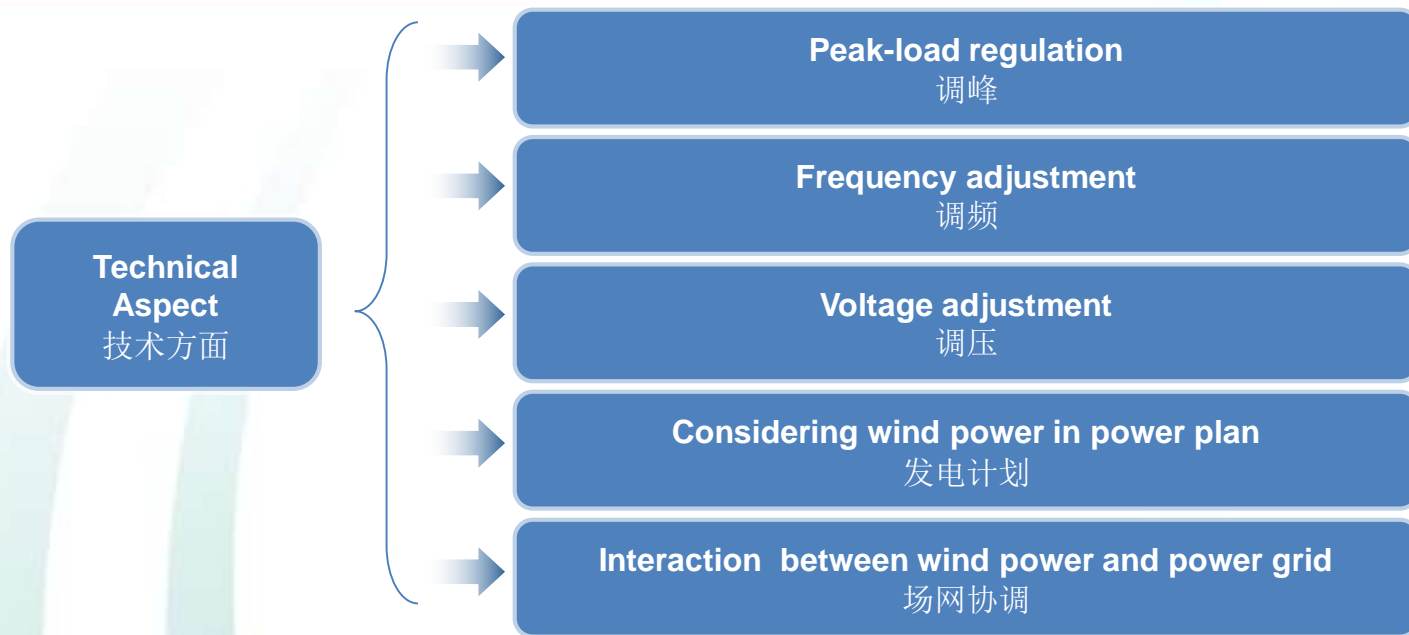 Technical
Aspect
技术方面
Peak-load regulation
调峰
Frequency adjustment
调频
Voltage adjustment
调压
Considering wind power in power plan
发电计划
Interaction  between wind power and power grid
场网协调